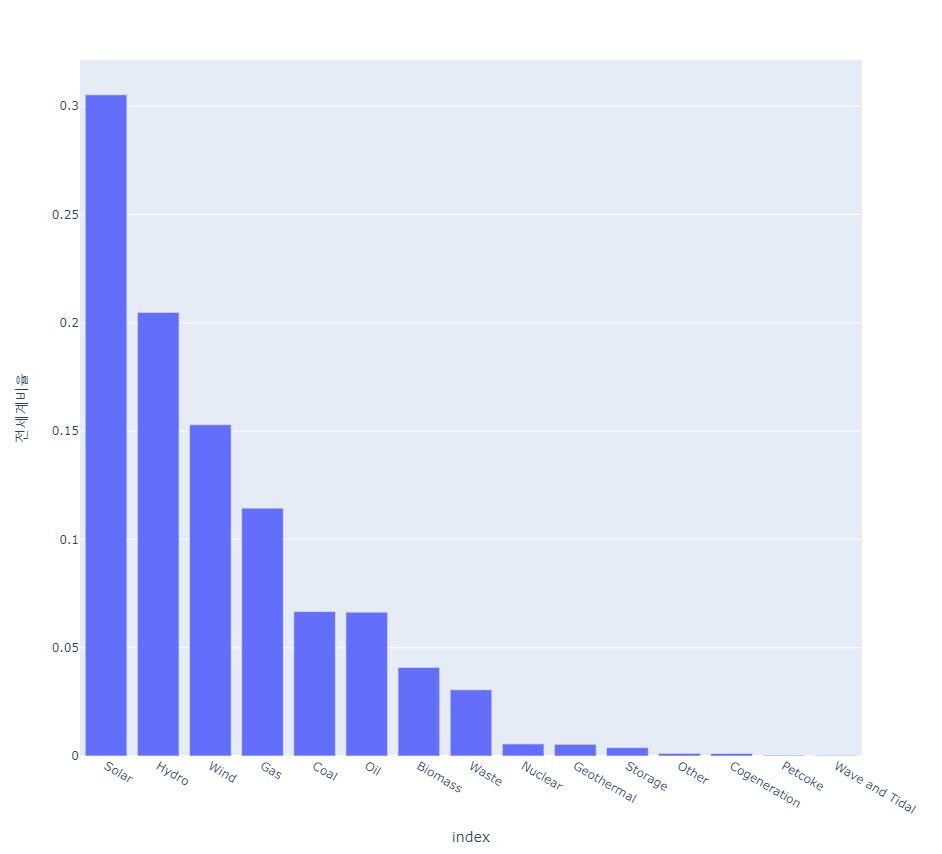 0.3
0.25
0.2
0.15
0.1
0.05
0
전세계비율
Solar
Hydro
Wind
Gas
Coal
Oil
Biomass
Waste
Nuclear
Geothermal
Storage
Other
Cogeneration
Petcoke
Wave and Tidal
index